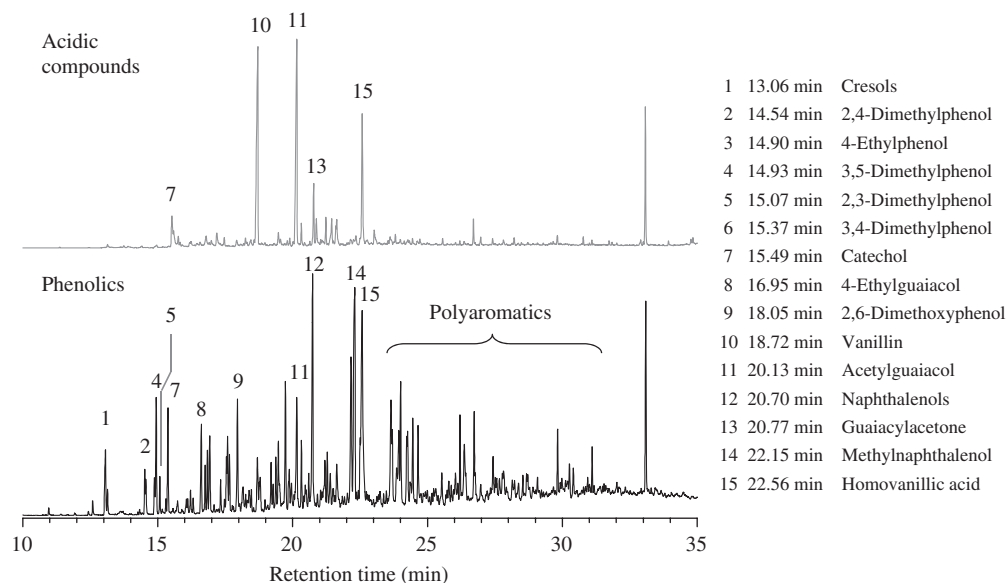 Acidic
compounds
7
10
11
13
15
Phenolics
1
2
4
5
7
8
9
11
12
14
15
Polyaromatics
10 15 20 25 30 35
Retention time (min)
1 13.06 min Cresols
2 14.54 min 2,4-Dimethylphenol
3 14.90 min 4-Ethylphenol
4 14.93 min 3,5-Dimethylphenol
5 15.07 min 2,3-Dimethylphenol
6 15.37 min 3,4-Dimethylphenol
7 15.49 min Catechol
8 16.95 min 4-Ethylguaiacol
9 18.05 min 2,6-Dimethoxyphenol
10 18.72 min Vanillin
11 20.13 min Acetylguaiacol
12 20.70 min Naphthalenols
13 20.77 min Guaiacylacetone
14 22.15 min Methylnaphthalenol
15 22.56 min Homovanillic acid